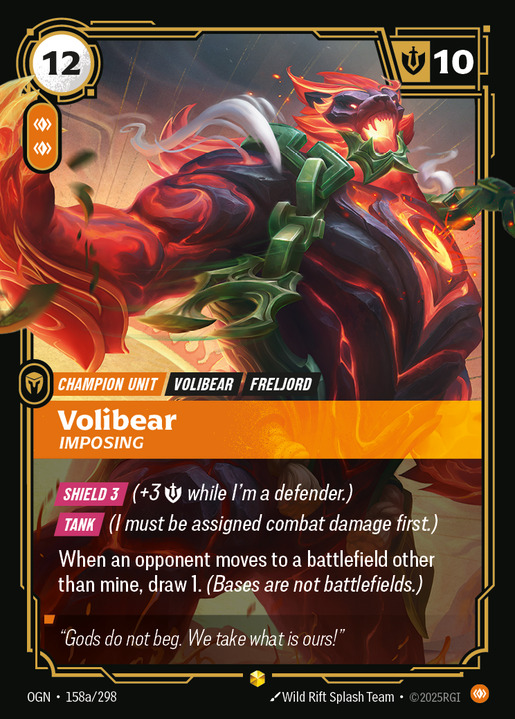 12
10
CHAMPION UNIT VOLIBEAR FRELJORD
Volibear
IMPOSING
SHIELD 3 (+3 while I'm a defender.)
TANK (I must be assigned combat damage first.)
When an opponent moves to a battlefield other
than mine, draw 1. (Bases are not battlefields.)
"Gods do not beg. We take what is ours!"
OGN • 158a/298 Wild Rift Splash Team • ©2025RGI